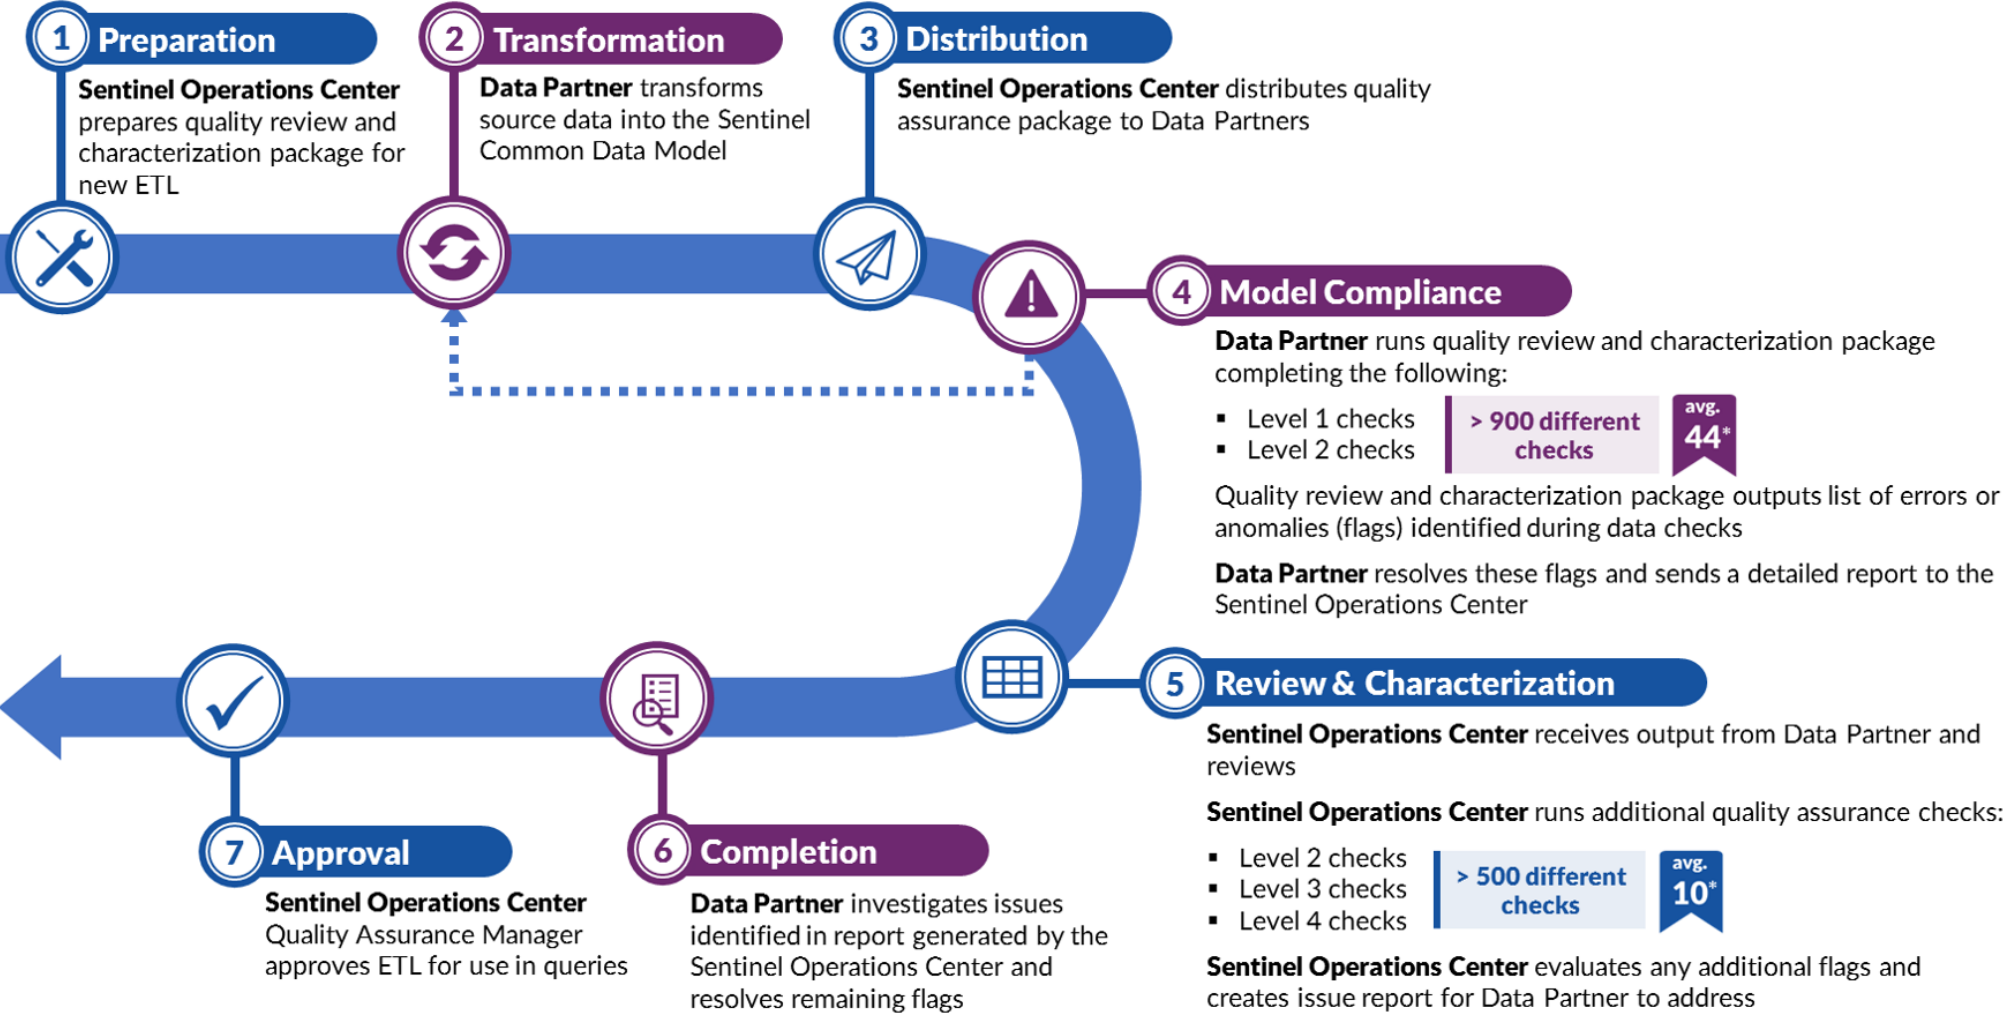 1 Preparation
Sentinel Operations Center
prepares quality review and
characterization package for
new ETL
2 Transformation
Data Partner transforms
source data into the Sentinel
Common Data Model
3 Distribution
Sentinel Operations Center distributes quality
assurance package to Data Partners
4 Model Compliance
Data Partner runs quality review and characterization package
completing the following:
▪ Level 1 checks
▪ Level 2 checks
> 900 different
checks
avg.
44*
Quality review and characterization package outputs list of errors or
anomalies (flags) identified during data checks
Data Partner resolves these flags and sends a detailed report to the
Sentinel Operations Center
5 Review & Characterization
Sentinel Operations Center receives output from Data Partner and
reviews
Sentinel Operations Center runs additional quality assurance checks:
▪ Level 2 checks
▪ Level 3 checks
▪ Level 4 checks
> 500 different
checks
avg.
10*
Sentinel Operations Center evaluates any additional flags and
creates issue report for Data Partner to address
6 Completion
Data Partner investigates issues
identified in report generated by the
Sentinel Operations Center and
resolves remaining flags
7 Approval
Sentinel Operations Center
Quality Assurance Manager
approves ETL for use in queries